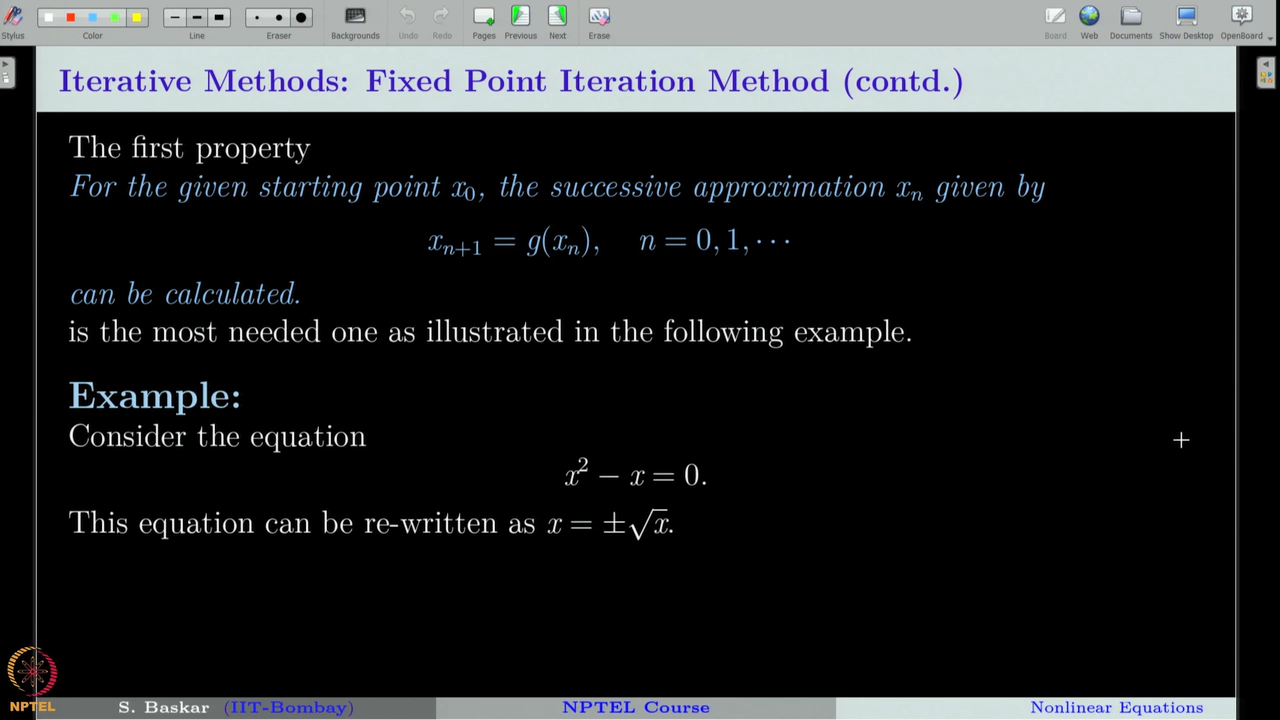 Stylus Color Line Eraser Backgrounds Undo Redo Pages Previous Next Erase Board Web Documents Show Desktop OpenBoard
Iterative Methods: Fixed Point Iteration Method (contd.)
The first property
For the given starting point x₀, the successive approximation xₙ given by
xₙ₊₁ = g(xₙ), n = 0, 1, ⋯
can be calculated.
is the most needed one as illustrated in the following example.
Example:
Consider the equation
x² − x = 0.
This equation can be re-written as x = ±√x.
NPTEL
S. Baskar (IIT-Bombay) NPTEL Course Nonlinear Equations